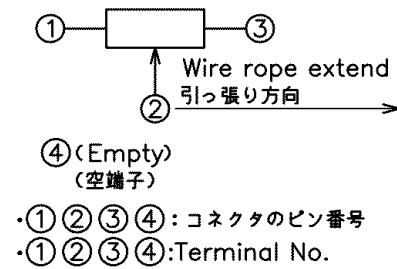 ① ③
Wire rope extend
引っ張り方向
②
④(Empty)
(空端子)
・①②③④:コネクタのピン番号
・①②③④:Terminal No.